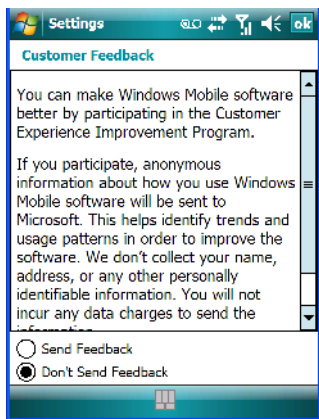 Settings
ok
Customer Feedback
You can make Windows Mobile software
better by participating in the Customer
Experience Improvement Program.
If you participate, anonymous
information about how you use Windows
Mobile software will be sent to
Microsoft. This helps identify trends and
usage patterns in order to improve the
software. We don't collect your name,
address, or any other personally
identifiable information. You will not
incur any data charges to send the
information.
Send Feedback
Don't Send Feedback